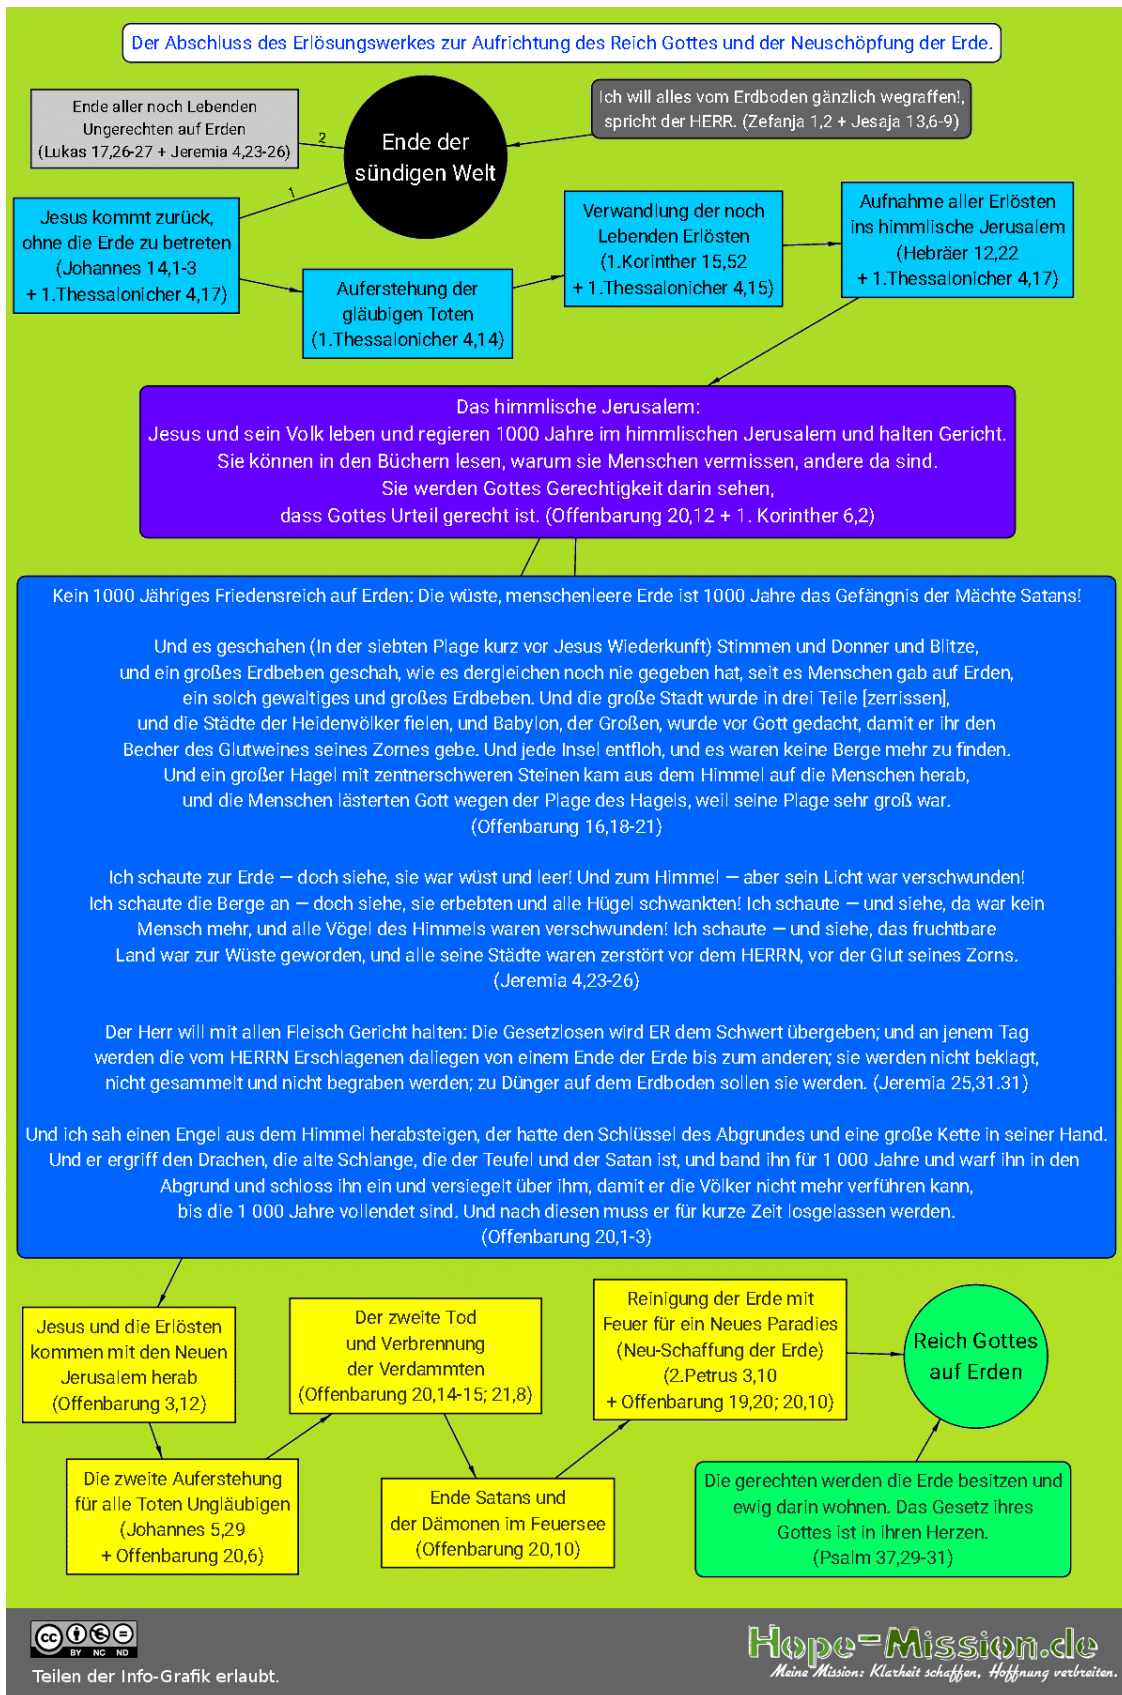 Der Abschluss des Erlösungswerkes zur Aufrichtung des Reich Gottes und der Neuschöpfung der Erde.
Ende aller noch Lebenden
Ungerechten auf Erden
(Lukas 17,26-27 + Jeremia 4,23-26)
2
Ende der
sündigen Welt
Ich will alles vom Erdboden gänzlich wegraffen!,
spricht der HERR. (Zefanja 1,2 + Jesaja 13,6-9)
1
Jesus kommt zurück,
ohne die Erde zu betreten
(Johannes 14,1-3
+ 1.Thessalonicher 4,17)
Auferstehung der
gläubigen Toten
(1.Thessalonicher 4,14)
Verwandlung der noch
Lebenden Erlösten
(1.Korinther 15,52
+ 1.Thessalonicher 4,15)
Aufnahme aller Erlösten
ins himmlische Jerusalem
(Hebräer 12,22
+ 1.Thessalonicher 4,17)
Das himmlische Jerusalem:
Jesus und sein Volk leben und regieren 1000 Jahre im himmlischen Jerusalem und halten Gericht.
Sie können in den Büchern lesen, warum sie Menschen vermissen, andere da sind.
Sie werden Gottes Gerechtigkeit darin sehen,
dass Gottes Urteil gerecht ist. (Offenbarung 20,12 + 1. Korinther 6,2)
Kein 1000 Jähriges Friedensreich auf Erden: Die wüste, menschenleere Erde ist 1000 Jahre das Gefängnis der Mächte Satans!
Und es geschahen (In der siebten Plage kurz vor Jesus Wiederkunft) Stimmen und Donner und Blitze,
und ein großes Erdbeben geschah, wie es dergleichen noch nie gegeben hat, seit es Menschen gab auf Erden,
ein solch gewaltiges und großes Erdbeben. Und die große Stadt wurde in drei Teile [zerrissen],
und die Städte der Heidenvölker fielen, und Babylon, der Großen, wurde vor Gott gedacht, damit er ihr den
Becher des Glutweines seines Zornes gebe. Und jede Insel entfloh, und es waren keine Berge mehr zu finden.
Und ein großer Hagel mit zentnerschweren Steinen kam aus dem Himmel auf die Menschen herab,
und die Menschen lästerten Gott wegen der Plage des Hagels, weil seine Plage sehr groß war.
(Offenbarung 16,18-21)
Ich schaute zur Erde — doch siehe, sie war wüst und leer! Und zum Himmel — aber sein Licht war verschwunden!
Ich schaute die Berge an — doch siehe, sie erbebten und alle Hügel schwankten! Ich schaute — und siehe, da war kein
Mensch mehr, und alle Vögel des Himmels waren verschwunden! Ich schaute — und siehe, das fruchtbare
Land war zur Wüste geworden, und alle seine Städte waren zerstört vor dem HERRN, vor der Glut seines Zorns.
(Jeremia 4,23-26)
Der Herr will mit allen Fleisch Gericht halten: Die Gesetzlosen wird ER dem Schwert übergeben; und an jenem Tag
werden die vom HERRN Erschlagenen daliegen von einem Ende der Erde bis zum anderen; sie werden nicht beklagt,
nicht gesammelt und nicht begraben werden; zu Dünger auf dem Erdboden sollen sie werden. (Jeremia 25,31.31)
Und ich sah einen Engel aus dem Himmel herabsteigen, der hatte den Schlüssel des Abgrundes und eine große Kette in seiner Hand.
Und er ergriff den Drachen, die alte Schlange, die der Teufel und der Satan ist, und band ihn für 1 000 Jahre und warf ihn in den
Abgrund und schloss ihn ein und versiegelt über ihm, damit er die Völker nicht mehr verführen kann,
bis die 1 000 Jahre vollendet sind. Und nach diesen muss er für kurze Zeit losgelassen werden.
(Offenbarung 20,1-3)
Jesus und die Erlösten
kommen mit den Neuen
Jerusalem herab
(Offenbarung 3,12)
Die zweite Auferstehung
für alle Toten Ungläubigen
(Johannes 5,29
+ Offenbarung 20,6)
Der zweite Tod
und Verbrennung
der Verdammten
(Offenbarung 20,14-15; 21,8)
Ende Satans und
der Dämonen im Feuersee
(Offenbarung 20,10)
Reinigung der Erde mit
Feuer für ein Neues Paradies
(Neu-Schaffung der Erde)
(2.Petrus 3,10
+ Offenbarung 19,20; 20,10)
Reich Gottes
auf Erden
Die gerechten werden die Erde besitzen und
ewig darin wohnen. Das Gesetz ihres
Gottes ist in ihren Herzen.
(Psalm 37,29-31)
cc
BY NC ND
Teilen der Info-Grafik erlaubt.
Hope-Mission.de
Meine Mission: Klarheit schaffen, Hoffnung verbreiten.